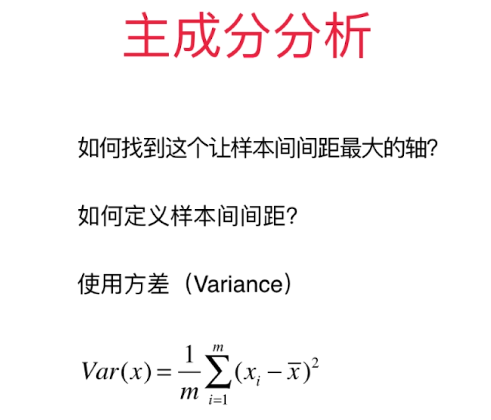 主成分分析
如何找到这个让样本间间距最大的轴?
如何定义样本间间距?
使用方差（Variance）
Var(x) = \frac{1}{m} \sum_{i=1}^{m} (x_i - \overline{x})^2